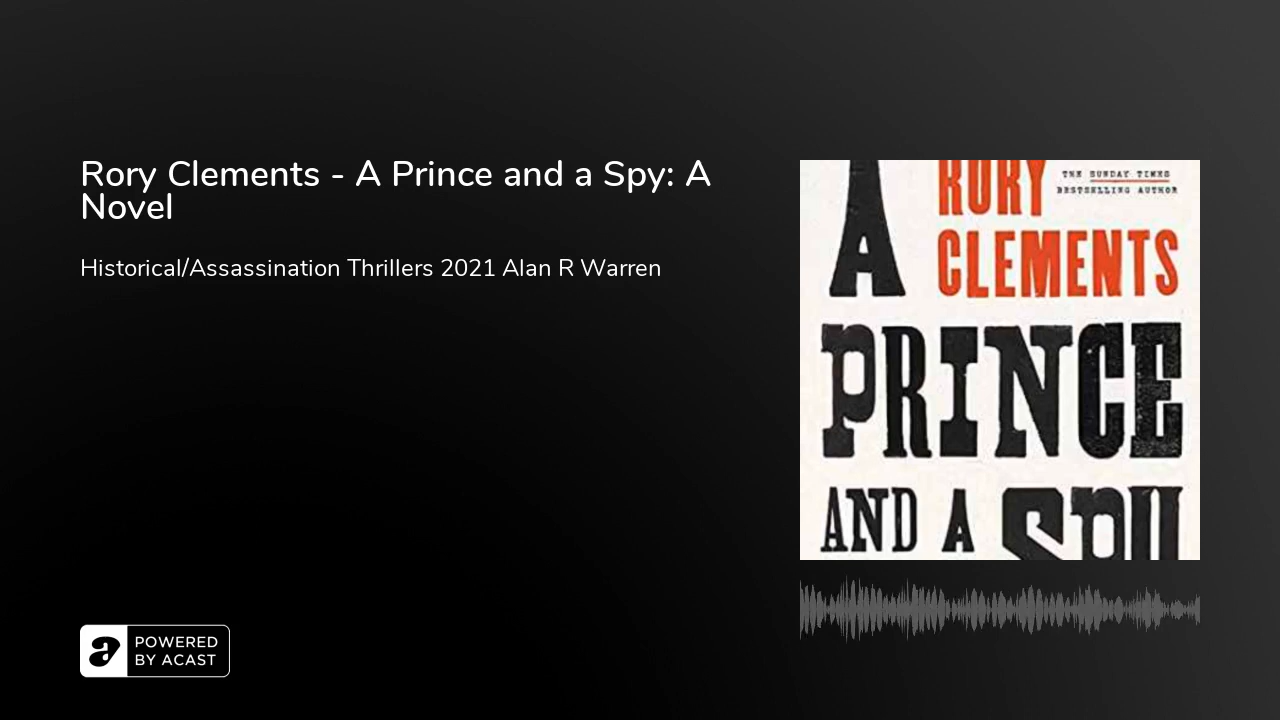 Rory Clements - A Prince and a Spy: A
Novel
Historical/Assassination Thrillers 2021 Alan R Warren
A
RORY
THE SUNDAY TIMES
BESTSELLING AUTHOR
CLEMENTS
PRINCE
AND A SPY
a
POWERED
BY ACAST